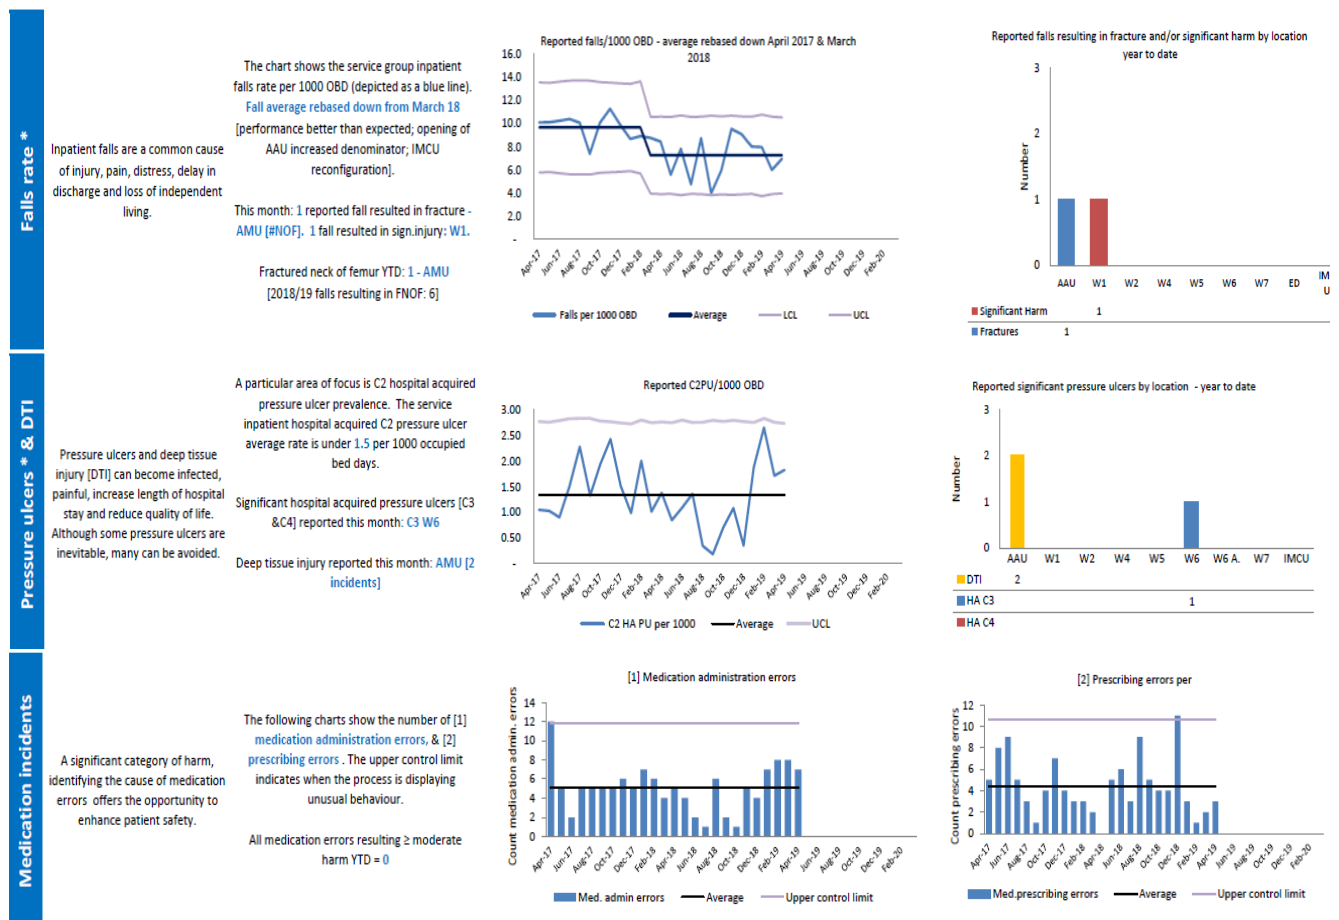 Falls rate *
Inpatient falls are a common cause
of injury, pain, distress, delay in
discharge and loss of independent
living.
The chart shows the service group inpatient
falls rate per 1000 OBD (depicted as a blue line).
Fall average rebased down from March 18
[performance better than expected; opening of
AAU increased denominator; IMCU
reconfiguration].
This month: 1 reported fall resulted in fracture -
AMU [#NOF]. 1 fall resulted in sign.injury: W1.
Fractured neck of femur YTD: 1 - AMU
[2018/19 falls resulting in FNOF: 6]
Reported falls/1000 OBD - average rebased down April 2017 & March
2018
16.0
14.0
12.0
10.0
8.0
6.0
4.0
2.0
-
Apr-17 Jun-17 Aug-17 Oct-17 Dec-17 Feb-18 Apr-18 Jun-18 Aug-18 Oct-18 Dec-18 Feb-19 Apr-19 Jun-19 Aug-19 Oct-19 Dec-19 Feb-20
Falls per 1000 OBD Average LCL UCL
Reported falls resulting in fracture and/or significant harm by location
year to date
Number
3
2
1
0
AAU W1 W2 W4 W5 W6 W7 ED IM
U
Significant Harm 1
Fractures 1
Pressure ulcers * & DTI
Pressure ulcers and deep tissue
injury [DTI] can become infected,
painful, increase length of hospital
stay and reduce quality of life.
Although some pressure ulcers are
inevitable, many can be avoided.
A particular area of focus is C2 hospital acquired
pressure ulcer prevalence. The service
inpatient hospital acquired C2 pressure ulcer
average rate is under 1.5 per 1000 occupied
bed days.
Significant hospital acquired pressure ulcers [C3
&C4] reported this month: C3 W6
Deep tissue injury reported this month: AMU [2
incidents]
Reported C2PU/1000 OBD
3.00
2.50
2.00
1.50
1.00
0.50
-
Apr-17 Jun-17 Aug-17 Oct-17 Dec-17 Feb-18 Apr-18 Jun-18 Aug-18 Oct-18 Dec-18 Feb-19 Apr-19 Jun-19 Aug-19 Oct-19 Dec-19 Feb-20
C2 HA PU per 1000 Average UCL
Reported significant pressure ulcers by location - year to date
Number
3
2
1
0
AAU W1 W2 W4 W5 W6 W6 A. W7 IMCU
DTI 2
HA C3 1
HA C4
Medication incidents
A significant category of harm,
identifying the cause of medication
errors offers the opportunity to
enhance patient safety.
The following charts show the number of [1]
medication administration errors, & [2]
prescribing errors . The upper control limit
indicates when the process is displaying
unusual behaviour.
All medication errors resulting ≥ moderate
harm YTD = 0
[1] Medication administration errors
Count medication admin. errors
14
12
10
8
6
4
2
0
Apr-17 Jun-17 Aug-17 Oct-17 Dec-17 Feb-18 Apr-18 Jun-18 Aug-18 Oct-18 Dec-18 Feb-19 Apr-19 Jun-19 Aug-19 Oct-19 Dec-19 Feb-20
Med. admin errors Average Upper control limit
[2] Prescribing errors per
Count prescribing errors
12
10
8
6
4
2
0
Apr-17 Jun-17 Aug-17 Oct-17 Dec-17 Feb-18 Apr-18 Jun-18 Aug-18 Oct-18 Dec-18 Feb-19 Apr-19 Jun-19 Aug-19 Oct-19 Dec-19 Feb-20
Med.prescribing errors Average Upper control limit